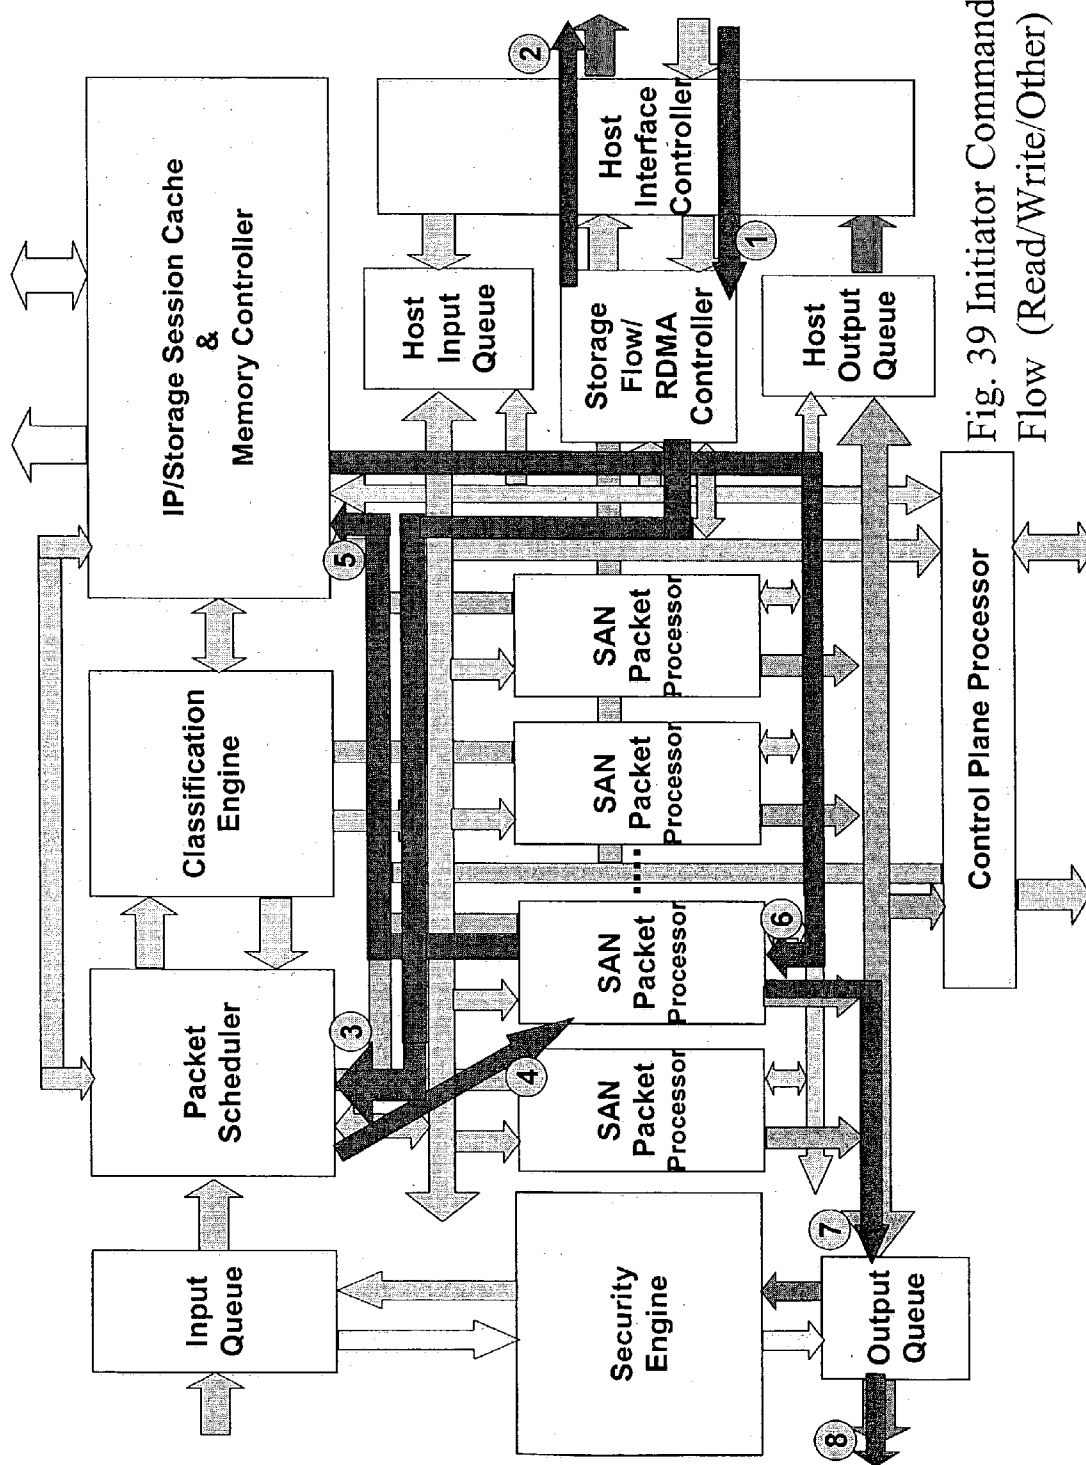 IP/Storage Session Cache
&
Memory Controller
Classification
Engine
Packet
Scheduler
Input
Queue
Host
Input
Queue
Storage
Flow/
RDMA
Controller
Host
Interface
Controller
Host
Output
Queue
SAN
Packet
Processor
SAN
Packet
Processor
.....
SAN
Packet
Processor
SAN
Packet
Processor
Security
Engine
Output
Queue
Control Plane Processor
1
2
3
4
5
6
7
8
Fig. 39 Initiator Command
Flow (Read/Write/Other)